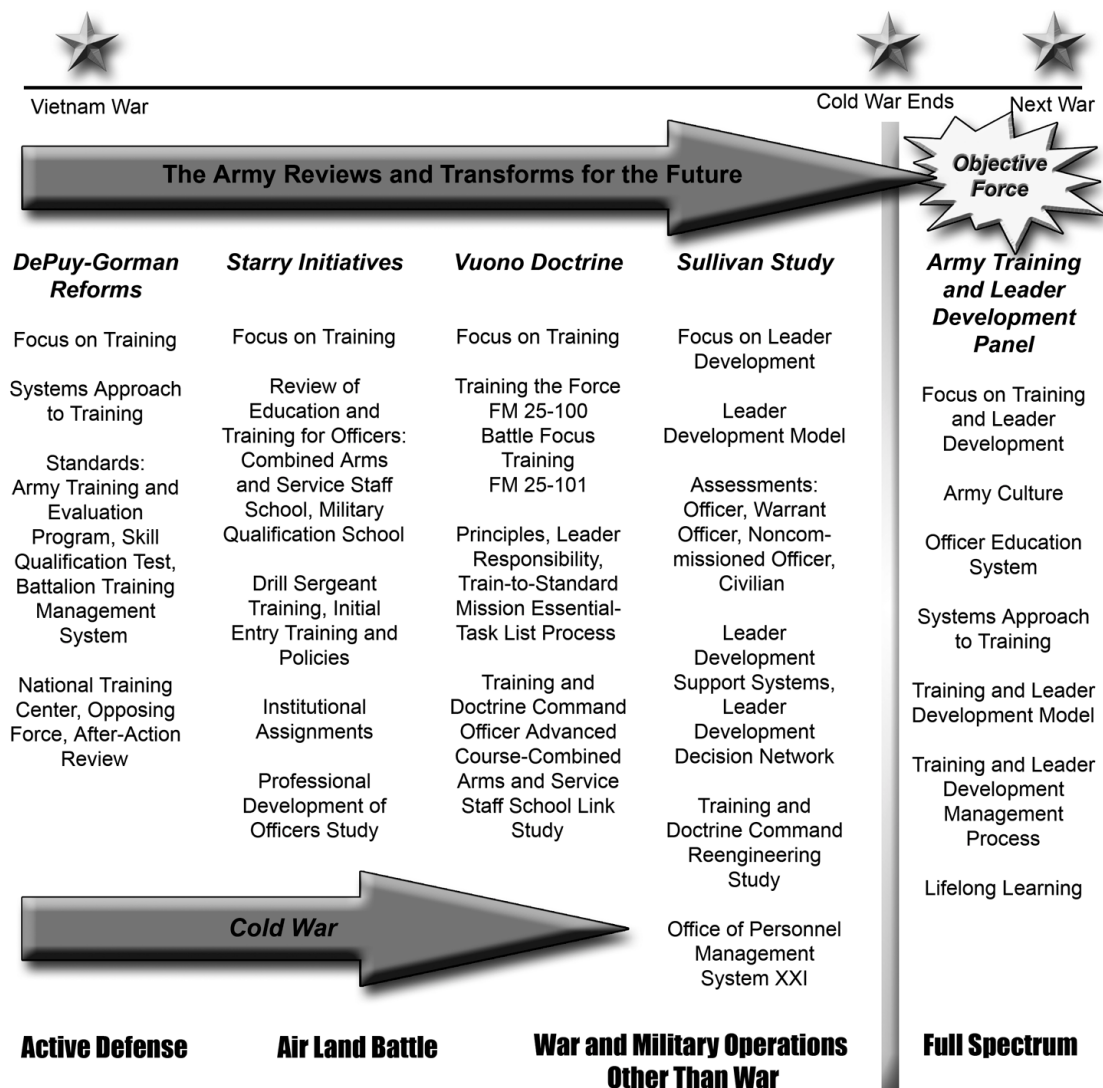 Vietnam War
Cold War Ends
Next War
The Army Reviews and Transforms for the Future
Objective
Force
DePuy-Gorman
Reforms
Focus on Training
Systems Approach
to Training
Standards:
Army Training and
Evaluation
Program, Skill
Qualification Test,
Battalion Training
Management
System
National Training
Center, Opposing
Force, After-Action
Review
Starry Initiatives
Focus on Training
Review of
Education and
Training for Officers:
Combined Arms
and Service Staff
School, Military
Qualification School
Drill Sergeant
Training, Initial
Entry Training and
Policies
Institutional
Assignments
Professional
Development of
Officers Study
Vuono Doctrine
Focus on Training
Training the Force
FM 25-100
Battle Focus
Training
FM 25-101
Principles, Leader
Responsibility,
Train-to-Standard
Mission Essential-
Task List Process
Training and
Doctrine Command
Officer Advanced
Course-Combined
Arms and Service
Staff School Link
Study
Sullivan Study
Focus on Leader
Development
Leader
Development Model
Assessments:
Officer, Warrant
Officer, Noncom-
missioned Officer,
Civilian
Leader
Development
Support Systems,
Leader
Development
Decision Network
Training and
Doctrine Command
Reengineering
Study
Office of Personnel
Management
System XXI
Army Training
and Leader
Development
Panel
Focus on Training
and Leader
Development
Army Culture
Officer Education
System
Systems Approach
to Training
Training and Leader
Development Model
Training and Leader
Development
Management
Process
Lifelong Learning
Cold War
Active Defense
Air Land Battle
War and Military Operations
Other Than War
Full Spectrum